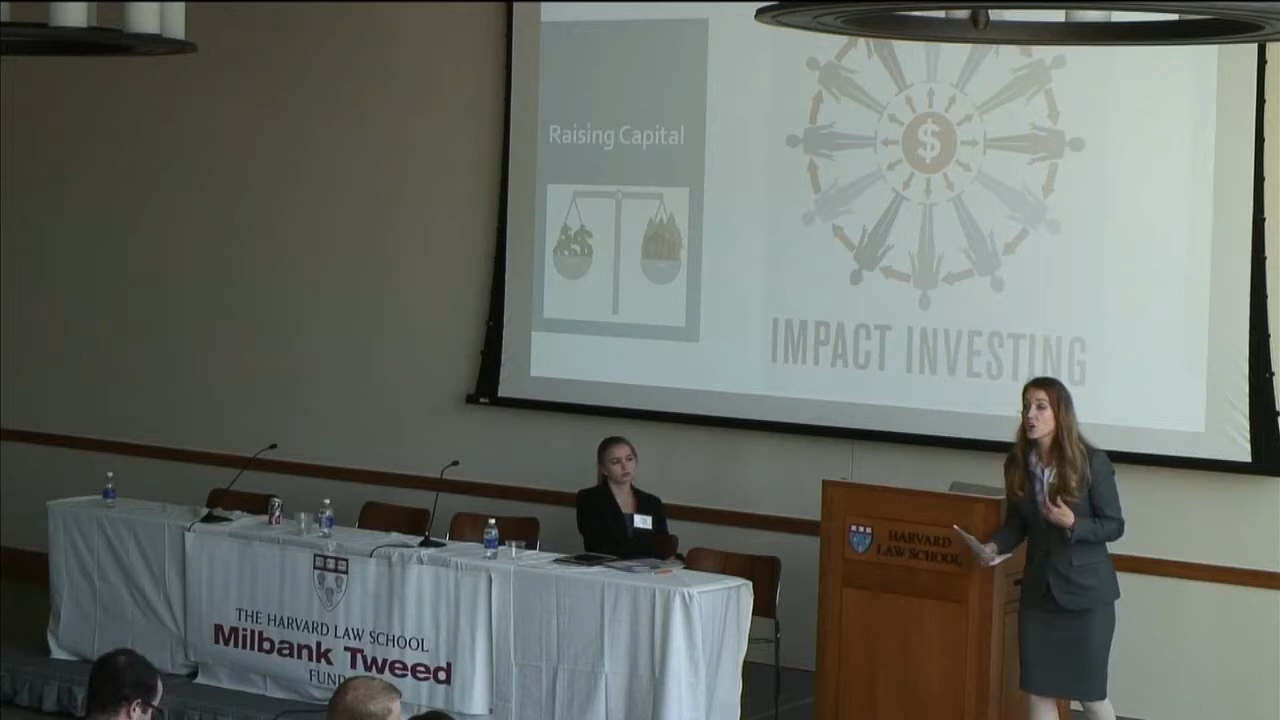 Raising Capital
$
IMPACT INVESTING
HARVARD
LAW SCHOOL
THE HARVARD LAW SCHOOL
Milbank Tweed
FUND